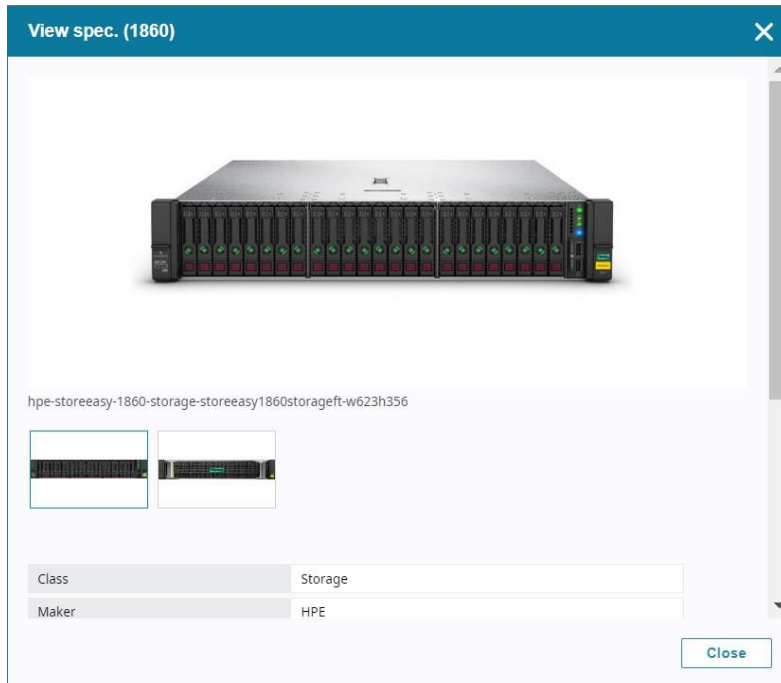 View spec. (1860)
hpe-storeeasy-1860-storage-storeeasy1860storageft-w623h356
Class Storage
Maker HPE
Close